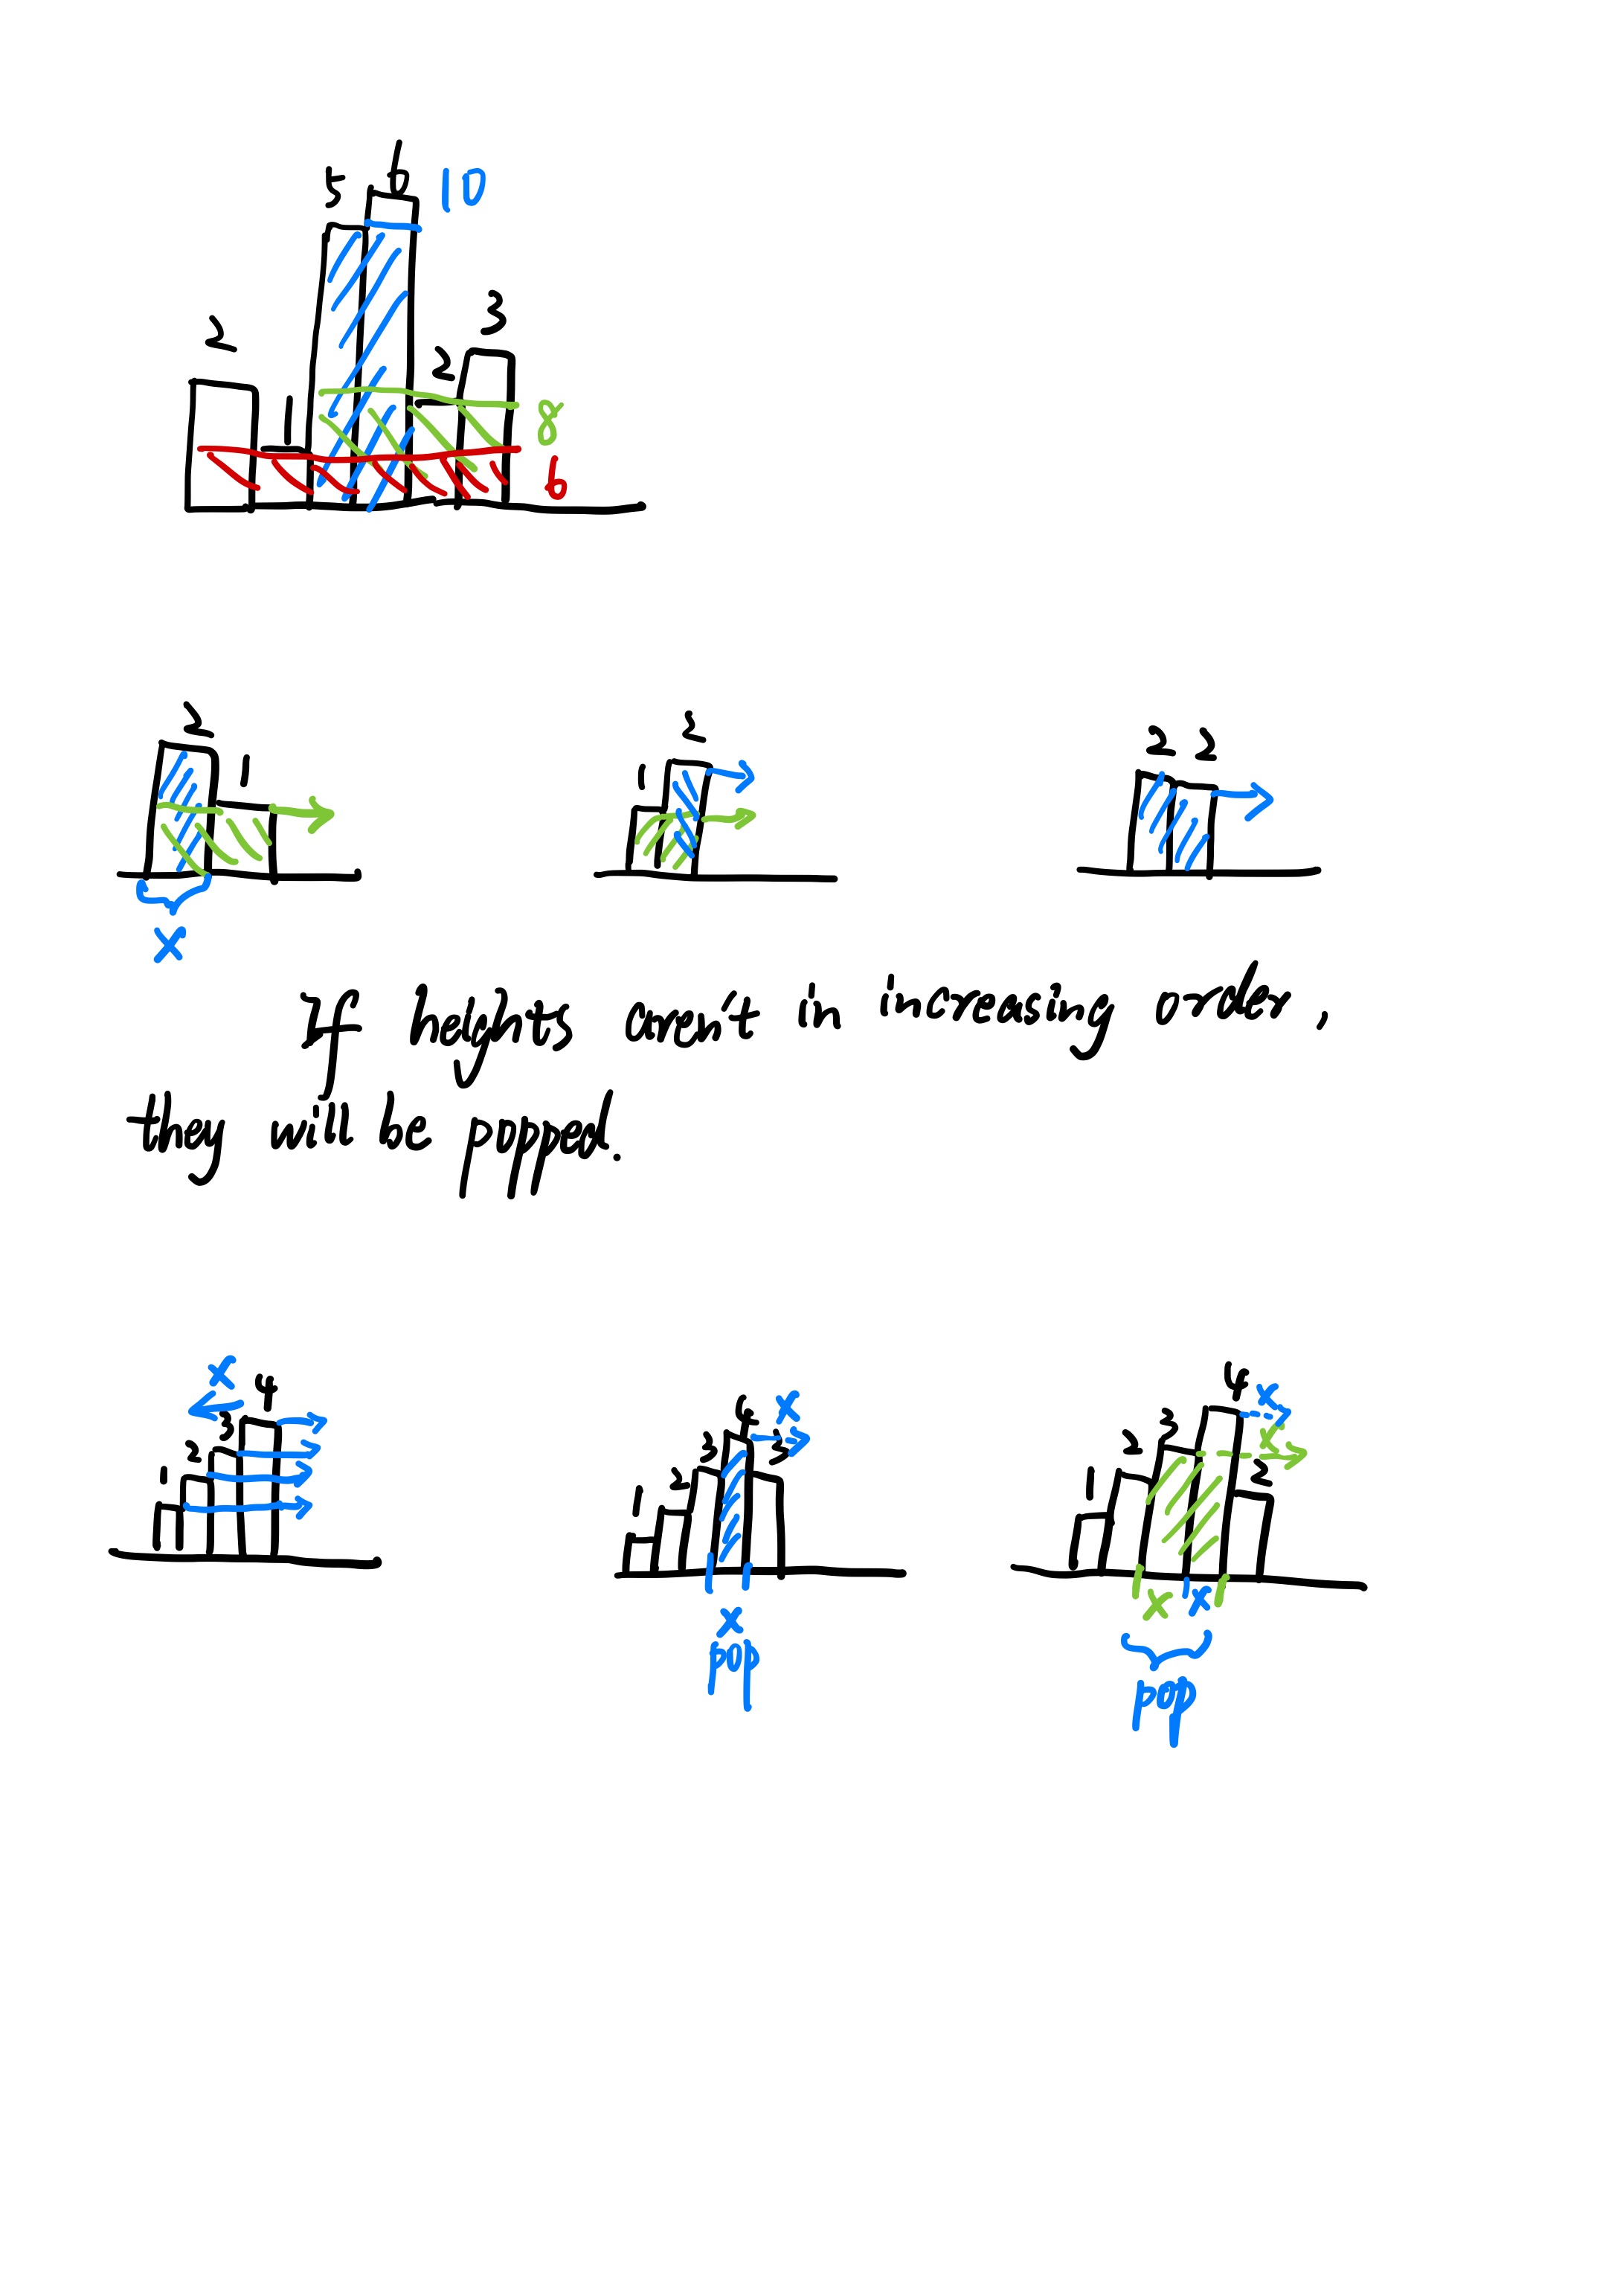 5 6 10
2 1 2 3
8
6
2 1
1 2
2 2
X
If heights aren't in increasing order,
they will be popped.
X
1 2 3 4
1 2 3 4 3 X
1 2 3 4 2 X X
X
pop
X X
pop